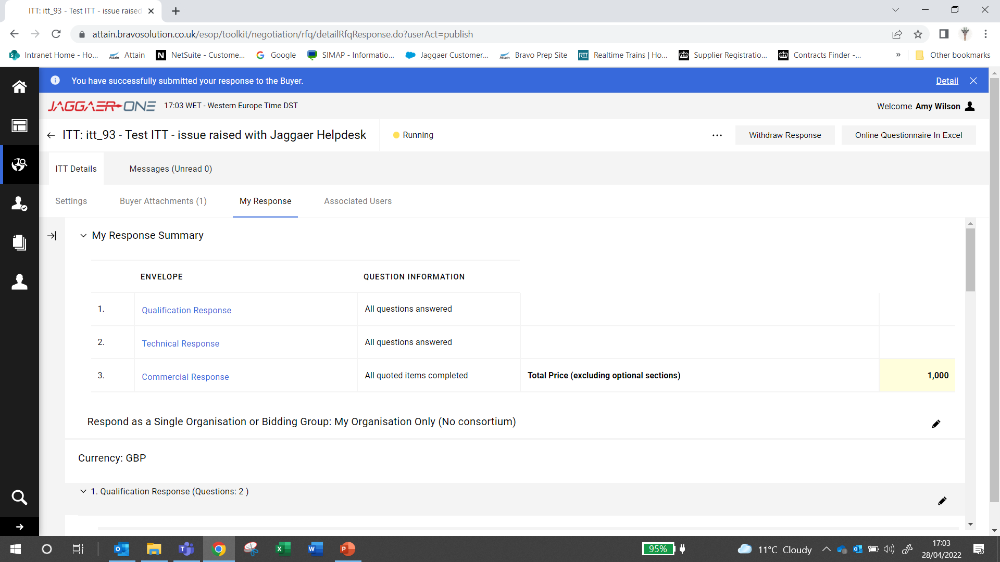 ITT: itt_93 - Test ITT - issue raised
attain.bravosolution.co.uk/esop/toolkit/negotiation/rfq/detailRfqResponse.do?userAct=publish
Intranet Home - Ho... Attain NetSuite - Custome... Google SIMAP - Informatio... Jaggaer Customer... Bravo Prep Site Realtime Trains | Ho... Supplier Registratio... Contracts Finder -... » Other bookmarks
You have successfully submitted your response to the Buyer. Detail
JAGGAER ONE 17:03 WET - Western Europe Time DST Welcome Amy Wilson
ITT: itt_93 - Test ITT - issue raised with Jaggaer Helpdesk Running ... Withdraw Response Online Questionnaire In Excel
ITT Details Messages (Unread 0)
Settings Buyer Attachments (1) My Response Associated Users
My Response Summary
ENVELOPE QUESTION INFORMATION
1. Qualification Response All questions answered
2. Technical Response All questions answered
3. Commercial Response All quoted items completed Total Price (excluding optional sections) 1,000
Respond as a Single Organisation or Bidding Group: My Organisation Only (No consortium)
Currency: GBP
1. Qualification Response (Questions: 2 )
95% 11°C Cloudy 17:03
28/04/2022